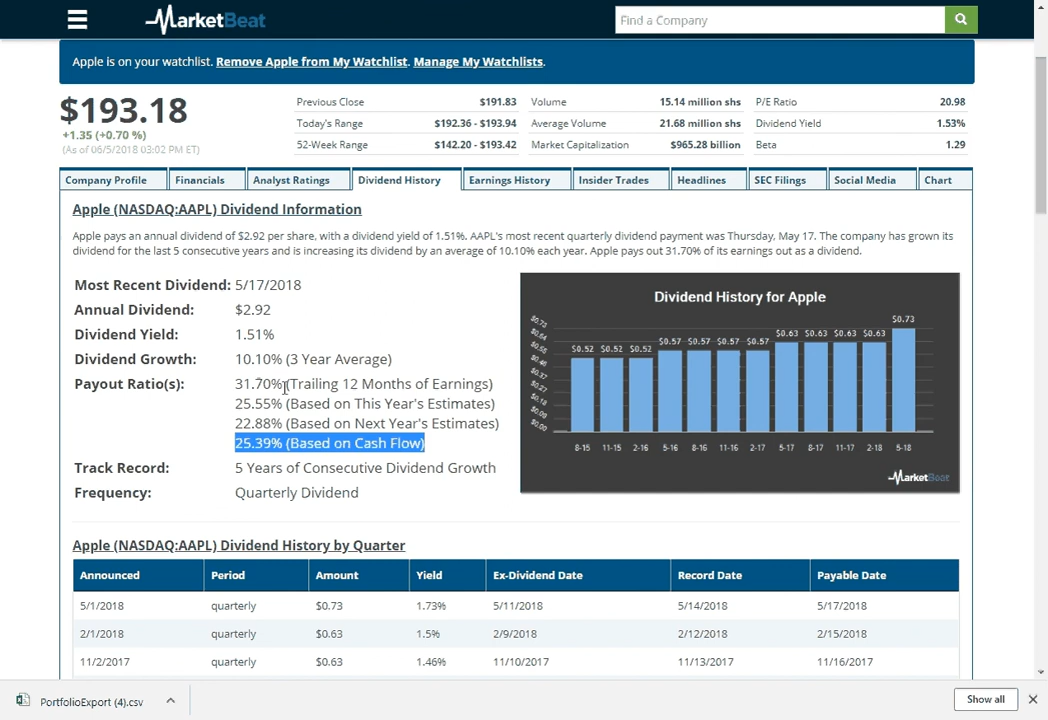 MarketBeat
Find a Company
Apple is on your watchlist. Remove Apple from My Watchlist. Manage My Watchlists.
$193.18
+1.35 (+0.70 %)
(As of 06/5/2018 03:02 PM ET)
Previous Close $191.83 Volume 15.14 million shs P/E Ratio 20.98
Today's Range $192.36 - $193.94 Average Volume 21.68 million shs Dividend Yield 1.53%
52-Week Range $142.20 - $193.42 Market Capitalization $965.28 billion Beta 1.29
Company Profile Financials Analyst Ratings Dividend History Earnings History Insider Trades Headlines SEC Filings Social Media Chart
Apple (NASDAQ:AAPL) Dividend Information
Apple pays an annual dividend of $2.92 per share, with a dividend yield of 1.51%. AAPL's most recent quarterly dividend payment was Thursday, May 17. The company has grown its
dividend for the last 5 consecutive years and is increasing its dividend by an average of 10.10% each year. Apple pays out 31.70% of its earnings out as a dividend.
Most Recent Dividend: 5/17/2018
Annual Dividend: $2.92
Dividend Yield: 1.51%
Dividend Growth: 10.10% (3 Year Average)
Payout Ratio(s): 31.70% (Trailing 12 Months of Earnings)
25.55% (Based on This Year's Estimates)
22.88% (Based on Next Year's Estimates)
25.39% (Based on Cash Flow)
Track Record: 5 Years of Consecutive Dividend Growth
Frequency: Quarterly Dividend
Dividend History for Apple
$0.73
$0.64
$0.55
$0.46
$0.37
$0.27
$0.18
$0.09
$0.00
$0.52 $0.52 $0.52 $0.57 $0.57 $0.57 $0.57 $0.63 $0.63 $0.63 $0.63 $0.73
8-15 11-15 2-16 5-16 8-16 11-16 2-17 5-17 8-17 11-17 2-18 5-18
MarketBeat
Apple (NASDAQ:AAPL) Dividend History by Quarter
Announced Period Amount Yield Ex-Dividend Date Record Date Payable Date
5/1/2018 quarterly $0.73 1.73% 5/11/2018 5/14/2018 5/17/2018
2/1/2018 quarterly $0.63 1.5% 2/9/2018 2/12/2018 2/15/2018
11/2/2017 quarterly $0.63 1.46% 11/10/2017 11/13/2017 11/16/2017
PortfolioExport (4).csv
Show all